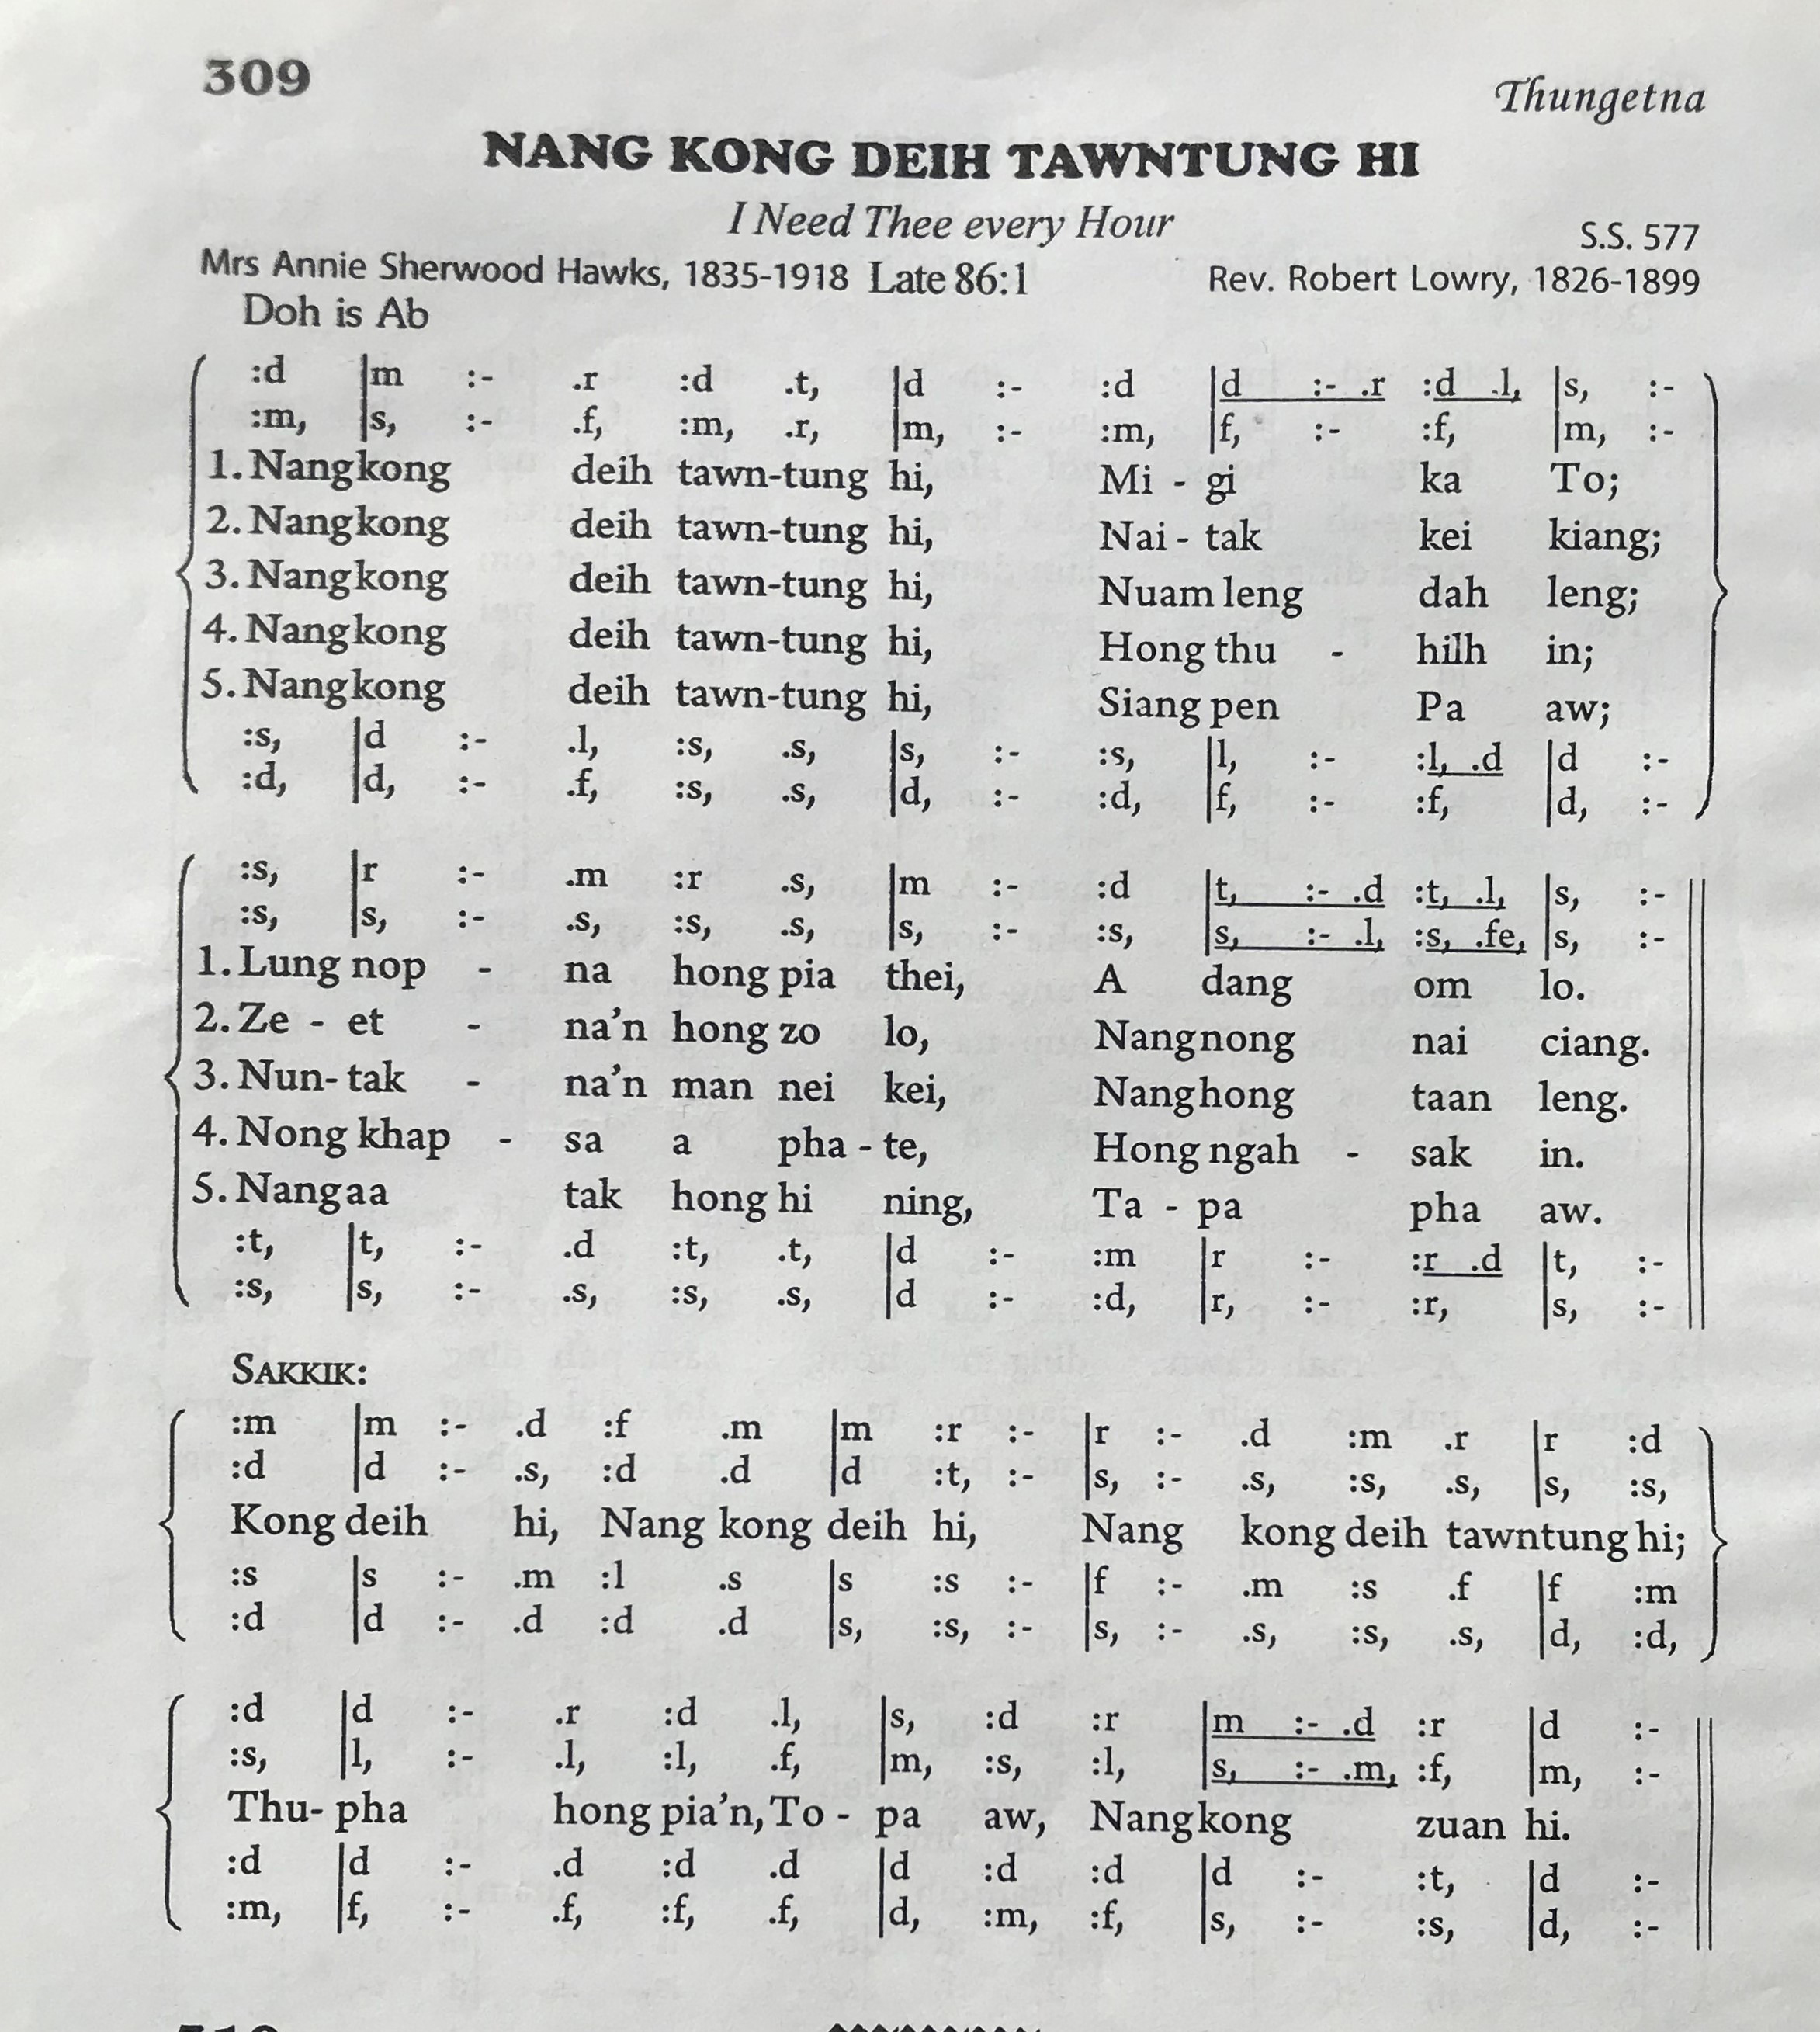 309
Thungetna
NANG KONG DEIH TAWNTUNG HI
I Need Thee every Hour
S.S. 577
Mrs Annie Sherwood Hawks, 1835-1918 Late 86:1 Rev. Robert Lowry, 1826-1899
Doh is Ab
:d |m :- .r :d .t, |d :- :d |d :- .r :d .l, |s, :-
:m, |s, :- .f, :m, .r, |m, :- :m, |f, :- :f, |m, :-
1. Nang kong deih tawn-tung hi, Mi - gi ka To;
2. Nang kong deih tawn-tung hi, Nai - tak kei kiang;
3. Nang kong deih tawn-tung hi, Nuam leng dah leng;
4. Nang kong deih tawn-tung hi, Hong thu - hilh in;
5. Nang kong deih tawn-tung hi, Siang pen Pa aw;
:s, |d :- .l, :s, .s, |s, :- :s, |l, :- :l, .d |d :-
:d, |d, :- .f, :s, .s, |d, :- :d, |f, :- :f, |d, :-
:s, |r :- .m :r .s, |m :- :d |t, :- .d :t, .l, |s, :-
:s, |s, :- .s, :s, .s, |s, :- :s, |s, :- .l, :s, .fe, |s, :-
1. Lung nop - na hong pia thei, A dang om lo.
2. Ze - et - na'n hong zo lo, Nang nong nai ciang.
3. Nun- tak - na'n man nei kei, Nang hong taan leng.
4. Nong khap - sa a pha - te, Hong ngah - sak in.
5. Nang aa tak hong hi ning, Ta - pa pha aw.
:t, |t, :- .d :t, .t, |d :- :m |r :- :r .d |t, :-
:s, |s, :- .s, :s, .s, |d :- :d, |r, :- :r, |s, :-
SAKKIK:
:m |m :- .d :f .m |m :r :- |r :- .d :m .r |r :d
:d |d :- .s, :d .d |d :t, :- |s, :- .s, :s, .s, |s, :s,
Kong deih hi, Nang kong deih hi, Nang kong deih tawntung hi;
:s |s :- .m :l .s |s :s :- |f :- .m :s .f |f :m
:d |d :- .d :d .d |s, :s, :- |s, :- .s, :s, .s, |d, :d,
:d |d :- .r :d .l, |s, :d :r |m :- .d :r |d :-
:s, |l, :- .l, :l, .f, |m, :s, :l, |s, :- .m, :f, |m, :-
Thu- pha hong pia'n, To - pa aw, Nang kong zuan hi.
:d |d :- .d :d .d |d :d :d |d :- :t, |d :-
:m, |f, :- .f, :f, .f, |d, :m, :f, |s, :- :s, |d, :-